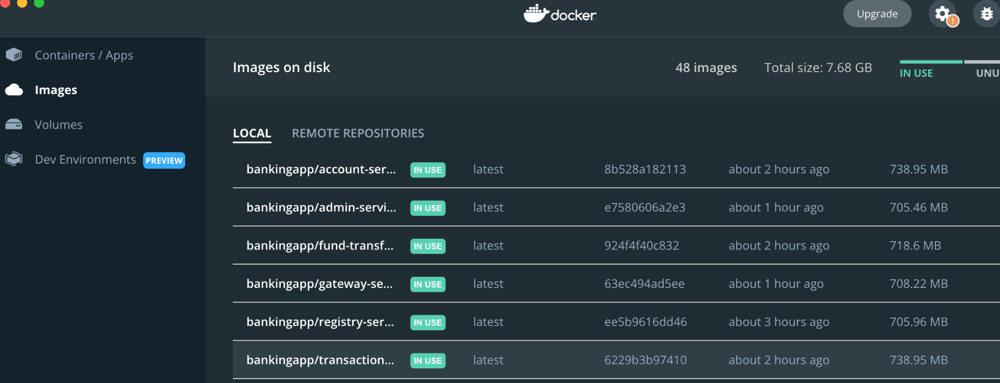 docker
Upgrade
Containers / Apps
Images
Volumes
Dev Environments PREVIEW
Images on disk
48 images
Total size: 7.68 GB
IN USE
UNU
LOCAL
REMOTE REPOSITORIES
bankingapp/account-ser... IN USE latest 8b528a182113 about 2 hours ago 738.95 MB
bankingapp/admin-servi... IN USE latest e7580606a2e3 about 1 hour ago 705.46 MB
bankingapp/fund-transf... IN USE latest 924f4f40c832 about 2 hours ago 718.6 MB
bankingapp/gateway-se... IN USE latest 63ec494ad5ee about 1 hour ago 708.22 MB
bankingapp/registry-ser... IN USE latest ee5b9616dd46 about 3 hours ago 705.96 MB
bankingapp/transaction... IN USE latest 6229b3b97410 about 2 hours ago 738.95 MB